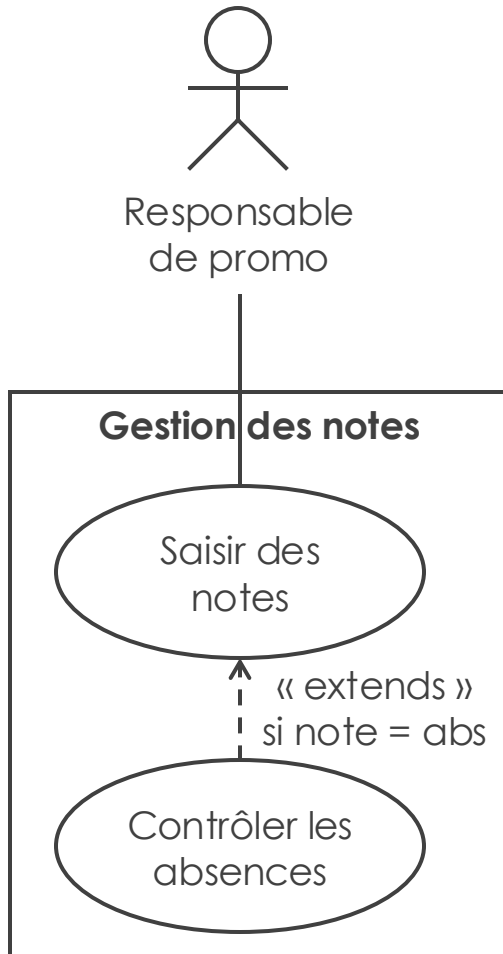 Responsable
de promo
Gestion des notes
Saisir des
notes
« extends »
si note = abs
Contrôler les
absences